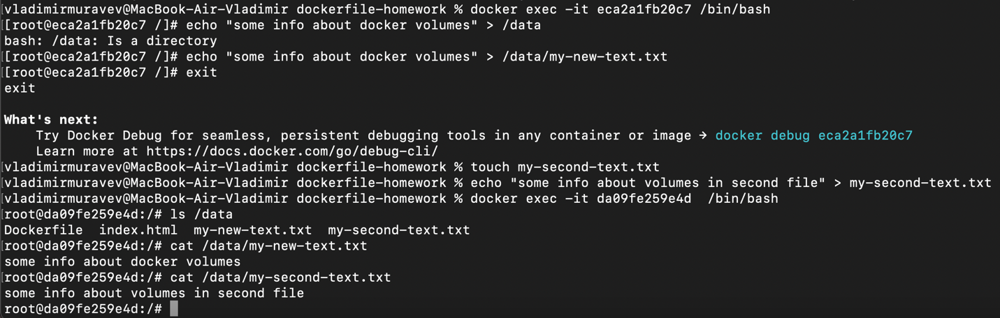 [vladimirmuravev@MacBook-Air-Vladimir dockerfile-homework % docker exec -it eca2a1fb20c7 /bin/bash
[[root@eca2a1fb20c7 /]# echo "some info about docker volumes" > /data
bash: /data: Is a directory
[[root@eca2a1fb20c7 /]# echo "some info about docker volumes" > /data/my-new-text.txt
[[root@eca2a1fb20c7 /]# exit
exit
What's next:
Try Docker Debug for seamless, persistent debugging tools in any container or image → docker debug eca2a1fb20c7
Learn more at https://docs.docker.com/go/debug-cli/
[vladimirmuravev@MacBook-Air-Vladimir dockerfile-homework % touch my-second-text.txt
[vladimirmuravev@MacBook-Air-Vladimir dockerfile-homework % echo "some info about volumes in second file" > my-second-text.txt
[vladimirmuravev@MacBook-Air-Vladimir dockerfile-homework % docker exec -it da09fe259e4d  /bin/bash
[root@da09fe259e4d:/# ls /data
Dockerfile  index.html  my-new-text.txt  my-second-text.txt
[root@da09fe259e4d:/# cat /data/my-new-text.txt
some info about docker volumes
[root@da09fe259e4d:/# cat /data/my-second-text.txt
some info about volumes in second file
root@da09fe259e4d:/#